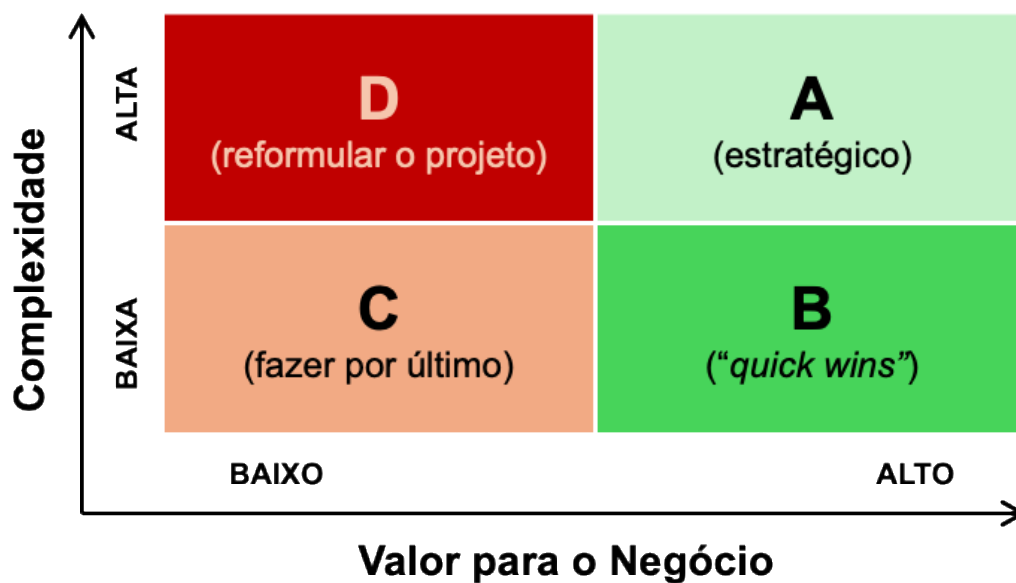 Complexidade
ALTA
BAIXA
D
(reformular o projeto)
A
(estratégico)
C
(fazer por último)
B
(“quick wins”)
BAIXO
ALTO
Valor para o Negócio